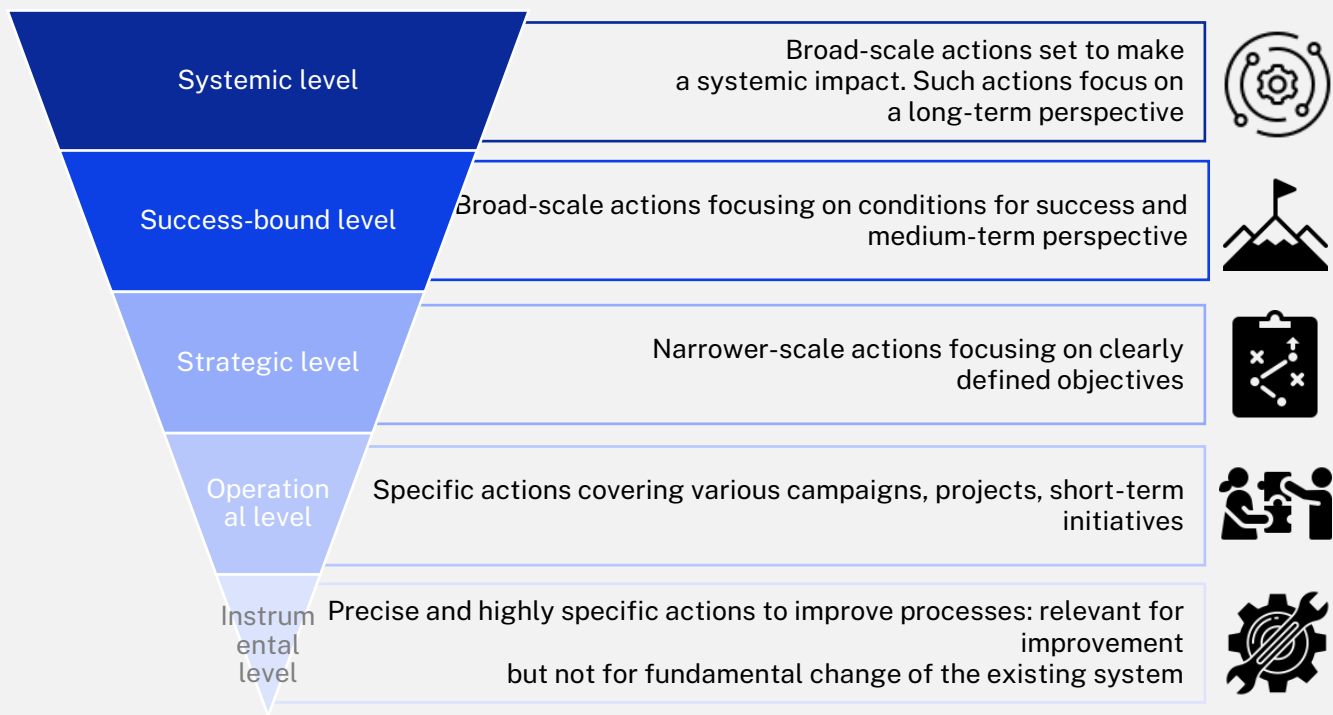 Systemic level
Broad-scale actions set to make
a systemic impact. Such actions focus on
a long-term perspective
Success-bound level
Broad-scale actions focusing on conditions for success and
medium-term perspective
Strategic level
Narrower-scale actions focusing on clearly
defined objectives
Operation
al level
Specific actions covering various campaigns, projects, short-term
initiatives
Instrum
ental
level
Precise and highly specific actions to improve processes: relevant for
improvement
but not for fundamental change of the existing system